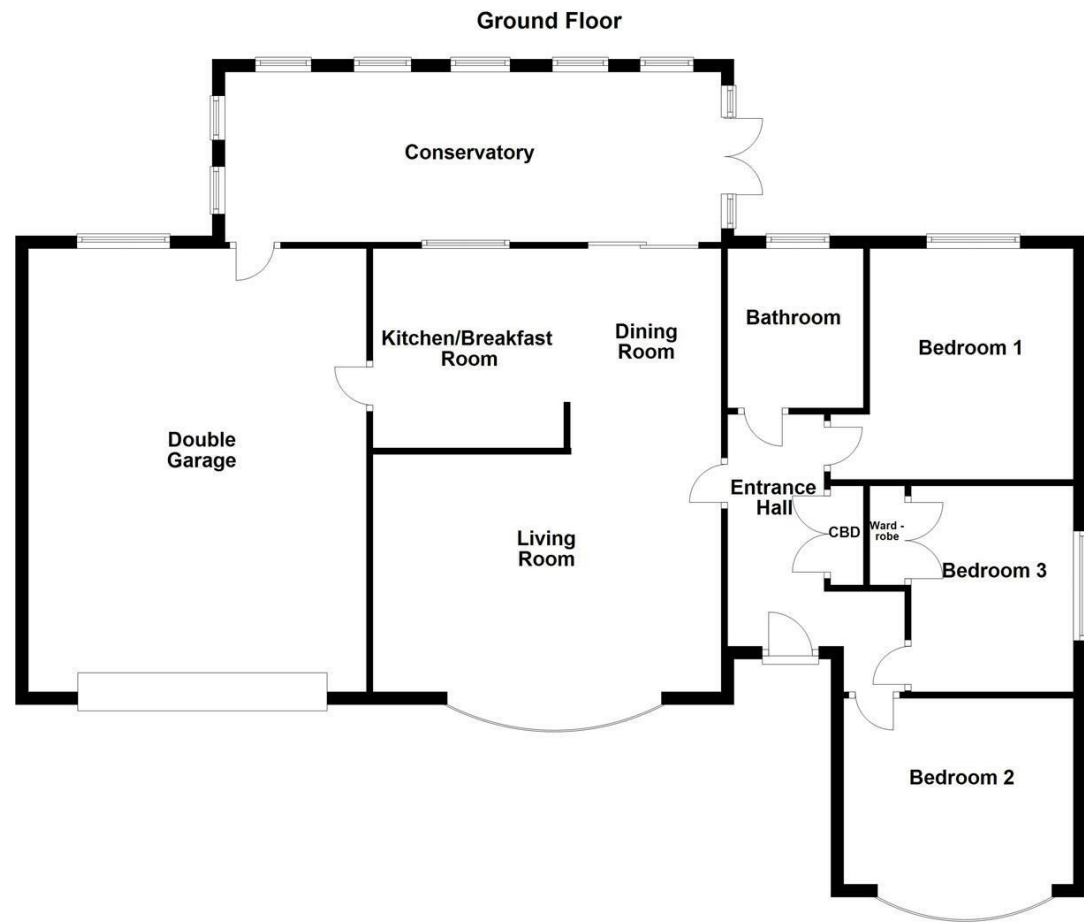 Ground Floor
Conservatory
Kitchen/Breakfast
Room
Dining
Room
Bathroom
Bedroom 1
Double
Garage
Living
Room
Entrance
Hall
CBD
Ward -
robe
Bedroom 3
Bedroom 2